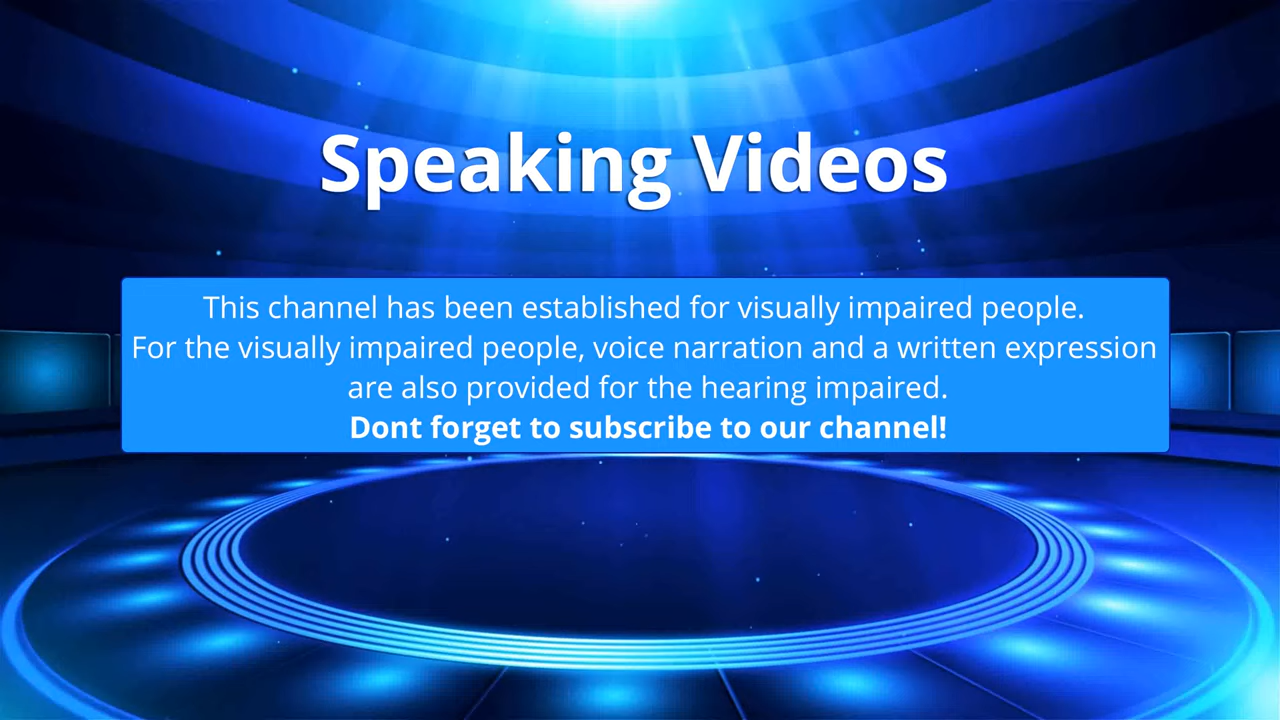 Speaking Videos
This channel has been established for visually impaired people.
For the visually impaired people, voice narration and a written expression
are also provided for the hearing impaired.
Dont forget to subscribe to our channel!